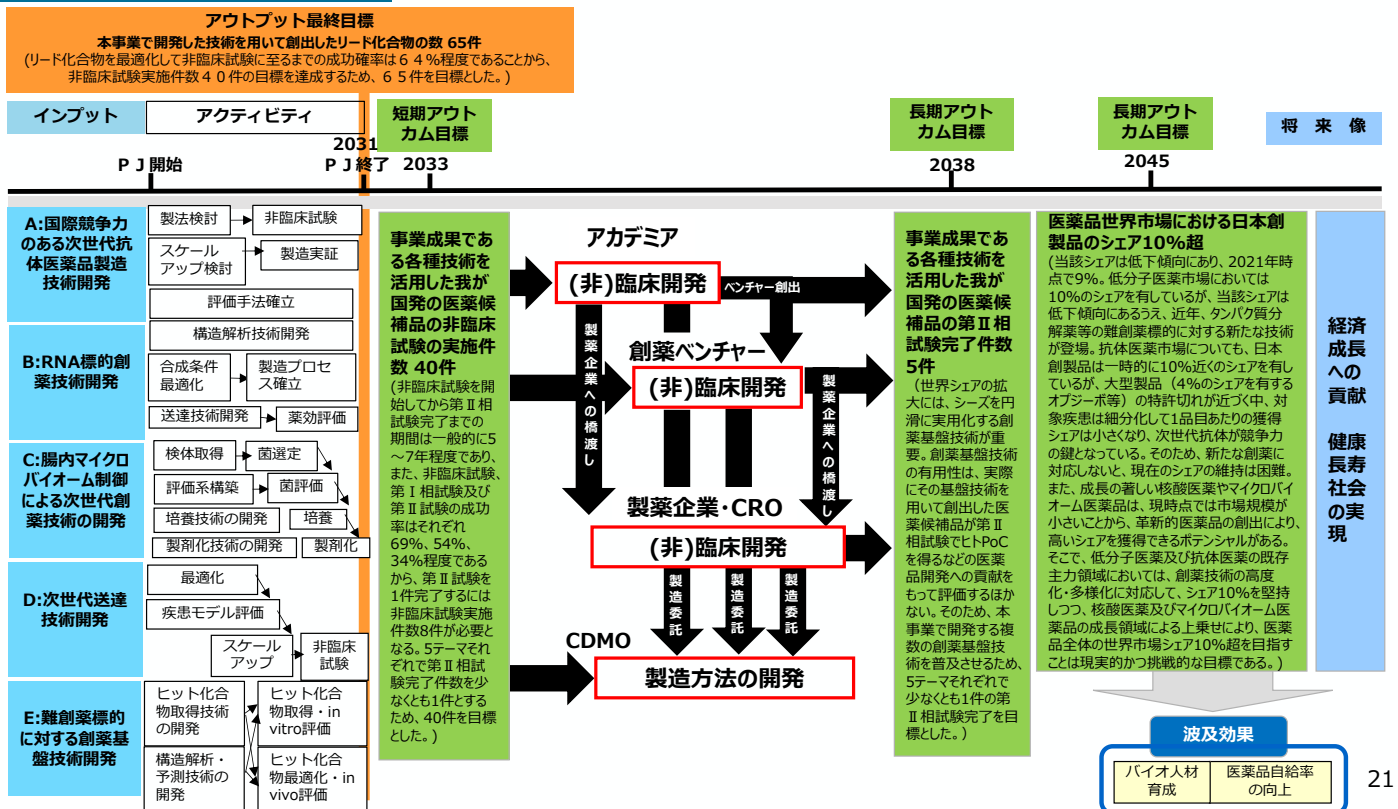 アウトプット最終目標
本事業で開発した技術を用いて創出したリード化合物の数 65件
(リード化合物を最適化して非臨床試験に至るまでの成功確率は６４%程度であることから、
非臨床試験実施件数４０件の目標を達成するため、６５件を目標とした。)
インプット
アクティビティ
短期アウト
カム目標
長期アウト
カム目標
長期アウト
カム目標
将 来 像
2031
ＰＪ開始
ＰＪ終了
2033
2038
2045
A:国際競争力
のある次世代抗
体医薬品製造
技術開発
製法検討
非臨床試験
スケール
アップ検討
製造実証
評価手法確立
構造解析技術開発
B:RNA標的創
薬技術開発
合成条件
最適化
製造プロセ
ス確立
送達技術開発
薬効評価
C:腸内マイクロ
バイオーム制御
による次世代創
薬技術の開発
検体取得
菌選定
評価系構築
菌評価
培養技術の開発
培養
製剤化技術の開発
製剤化
D:次世代送達
技術開発
最適化
疾患モデル評価
スケール
アップ
非臨床
試験
E:難創薬標的
に対する創薬基
盤技術開発
ヒット化合
物取得技術
の開発
ヒット化合
物取得・in
vitro評価
構造解析・
予測技術の
開発
ヒット化合
物最適化・in
vivo評価
事業成果であ
る各種技術を
活用した我が
国発の医薬候
補品の非臨床
試験の実施件
数 40件
(非臨床試験を開
始してから第Ⅱ相
試験完了までの
期間は一般的に5
～7年程度であり、
また、非臨床試験、
第Ⅰ相試験及び
第Ⅱ試験の成功
率はそれぞれ
69%、54%、
34%程度である
から、第Ⅱ試験を
1件完了するには
非臨床試験実施
件数8件が必要と
なる。5テーマそれ
ぞれで第Ⅱ相試
験完了件数を少
なくとも1件とする
ため、40件を目標
とした。)
アカデミア
(非)臨床開発
ベンチャー創出
製薬企業への橋渡し
創薬ベンチャー
(非)臨床開発
製薬企業への橋渡し
製薬企業・CRO
(非)臨床開発
製造委託
製造委託
製造委託
CDMO
製造方法の開発
事業成果であ
る各種技術を
活用した我が
国発の医薬候
補品の第Ⅱ相
試験完了件数
5件
（世界シェアの拡
大には、シーズを円
滑に実用化する創
薬基盤技術が重
要。創薬基盤技術
の有用性は、実際
にその基盤技術を
用いて創出した医
薬候補品が第Ⅱ
相試験でヒトPoC
を得るなどの医薬
品開発への貢献を
もって評価するほか
ない。そのため、本
事業で開発する複
数の創薬基盤技
術を普及させるため、
5テーマそれぞれで
少なくとも1件の第
Ⅱ相試験完了を目
標とした。）
医薬品世界市場における日本創
製品のシェア10%超
(当該シェアは低下傾向にあり、2021年時
点で9%。低分子医薬市場においては
10%のシェアを有しているが、当該シェアは
低下傾向にあるうえ、近年、タンパク質分
解薬等の難創薬標的に対する新たな技術
が登場。抗体医薬市場についても、日本
創製品は一時的に10%近くのシェアを有し
ているが、大型製品（4%のシェアを有する
オプジーボ等）の特許切れが近づく中、対
象疾患は細分化して1品目あたりの獲得
シェアは小さくなり、次世代抗体が競争力
の鍵となっている。そのため、新たな創薬に
対応しないと、現在のシェアの維持は困難。
また、成長の著しい核酸医薬やマイクロバイ
オーム医薬品は、現時点では市場規模が
小さいことから、革新的医薬品の創出により、
高いシェアを獲得できるポテンシャルがある。
そこで、低分子医薬及び抗体医薬の既存
主力領域においては、創薬技術の高度
化・多様化に対応して、シェア10%を堅持
しつつ、核酸医薬及びマイクロバイオーム医
薬品の成長領域による上乗せにより、医薬
品全体の世界市場シェア10%超を目指す
ことは現実的かつ挑戦的な目標である。)
経済
成長
への
貢献
健康
長寿
社会
の実
現
波及効果
バイオ人材
育成
医薬品自給率
の向上
21